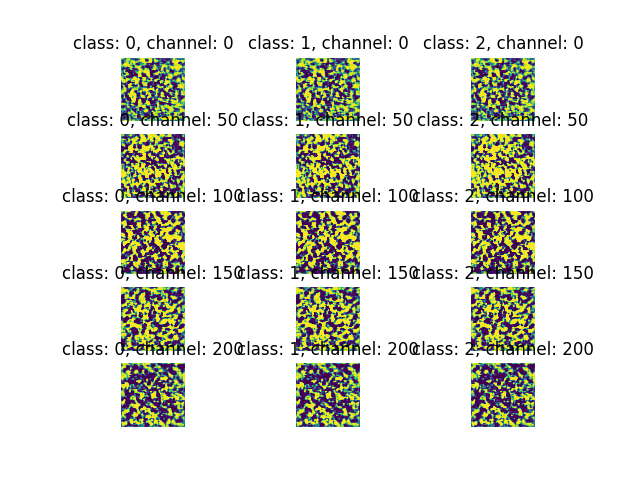 class: 0, channel: 0 class: 1, channel: 0 class: 2, channel: 0
class: 0, channel: 50 class: 1, channel: 50 class: 2, channel: 50
class: 0, channel: 100 class: 1, channel: 100 class: 2, channel: 100
class: 0, channel: 150 class: 1, channel: 150 class: 2, channel: 150
class: 0, channel: 200 class: 1, channel: 200 class: 2, channel: 200